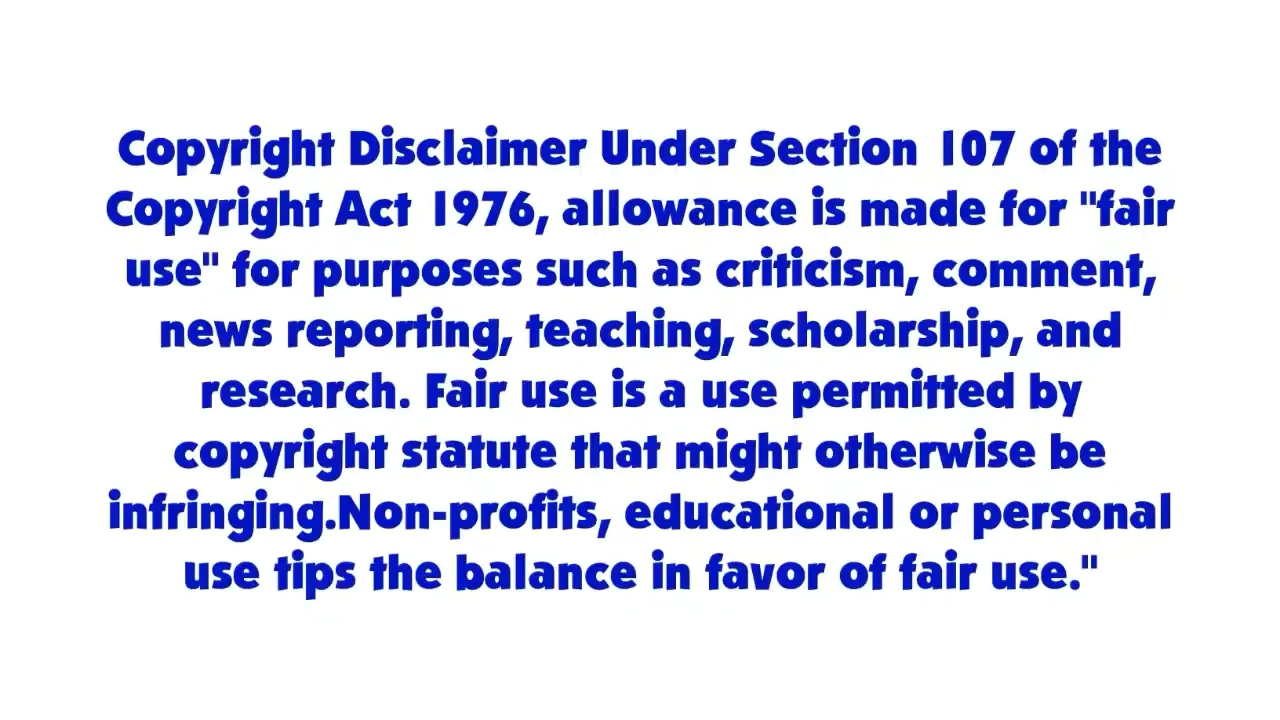 Copyright Disclaimer Under Section 107 of the
Copyright Act 1976, allowance is made for "fair
use" for purposes such as criticism, comment,
news reporting, teaching, scholarship, and
research. Fair use is a use permitted by
copyright statute that might otherwise be
infringing.Non-profits, educational or personal
use tips the balance in favor of fair use."